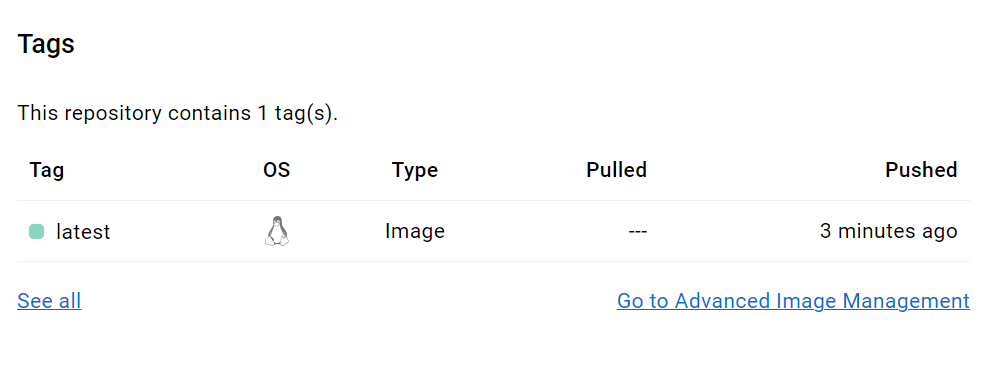 Tags
This repository contains 1 tag(s).
Tag OS Type Pulled Pushed
latest Image --- 3 minutes ago
See all Go to Advanced Image Management